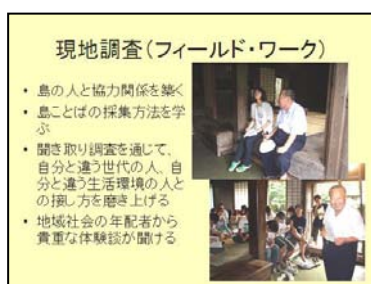 現地調査(フィールド・ワーク)
• 島の人と協力関係を築く
• 島ことばの採集方法を学
ぶ
• 聞き取り調査を通じて、
自分と違う世代の人、自
分と違う生活環境の人と
の接し方を磨き上げる
• 地域社会の年配者から
貴重な体験談が聞ける